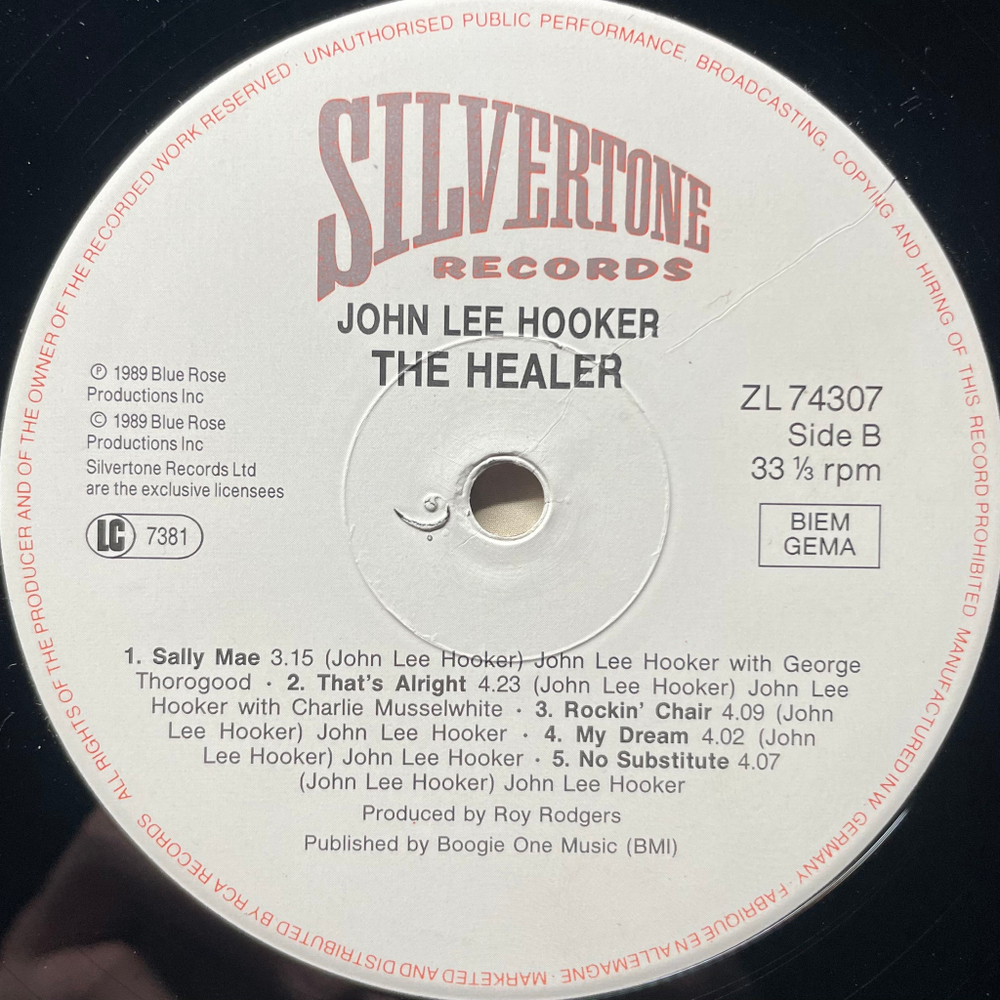 ALL RIGHTS OF THE PRODUCER AND OF THE OWNER OF THE RECORDED WORK RESERVED · UNAUTHORISED PUBLIC PERFORMANCE, BROADCASTING, COPYING AND HIRING OF THIS RECORD PROHIBITED MANUFACTURED IN W. GERMANY · FABRIQUE EN ALLEMAGNE · MARKETED AND DISTRIBUTED BY RCA RECORDS
SILVERTONE
RECORDS
JOHN LEE HOOKER
THE HEALER
℗ 1989 Blue Rose
Productions Inc
© 1989 Blue Rose
Productions Inc
Silvertone Records Ltd
are the exclusive licensees
LC 7381
ZL 74307
Side B
33 ⅓ rpm
BIEM
GEMA
1. Sally Mae 3.15 (John Lee Hooker) John Lee Hooker with George
Thorogood · 2. That's Alright 4.23 (John Lee Hooker) John Lee
Hooker with Charlie Musselwhite · 3. Rockin' Chair 4.09 (John
Lee Hooker) John Lee Hooker · 4. My Dream 4.02 (John
Lee Hooker) John Lee Hooker · 5. No Substitute 4.07
(John Lee Hooker) John Lee Hooker
Produced by Roy Rodgers
Published by Boogie One Music (BMI)